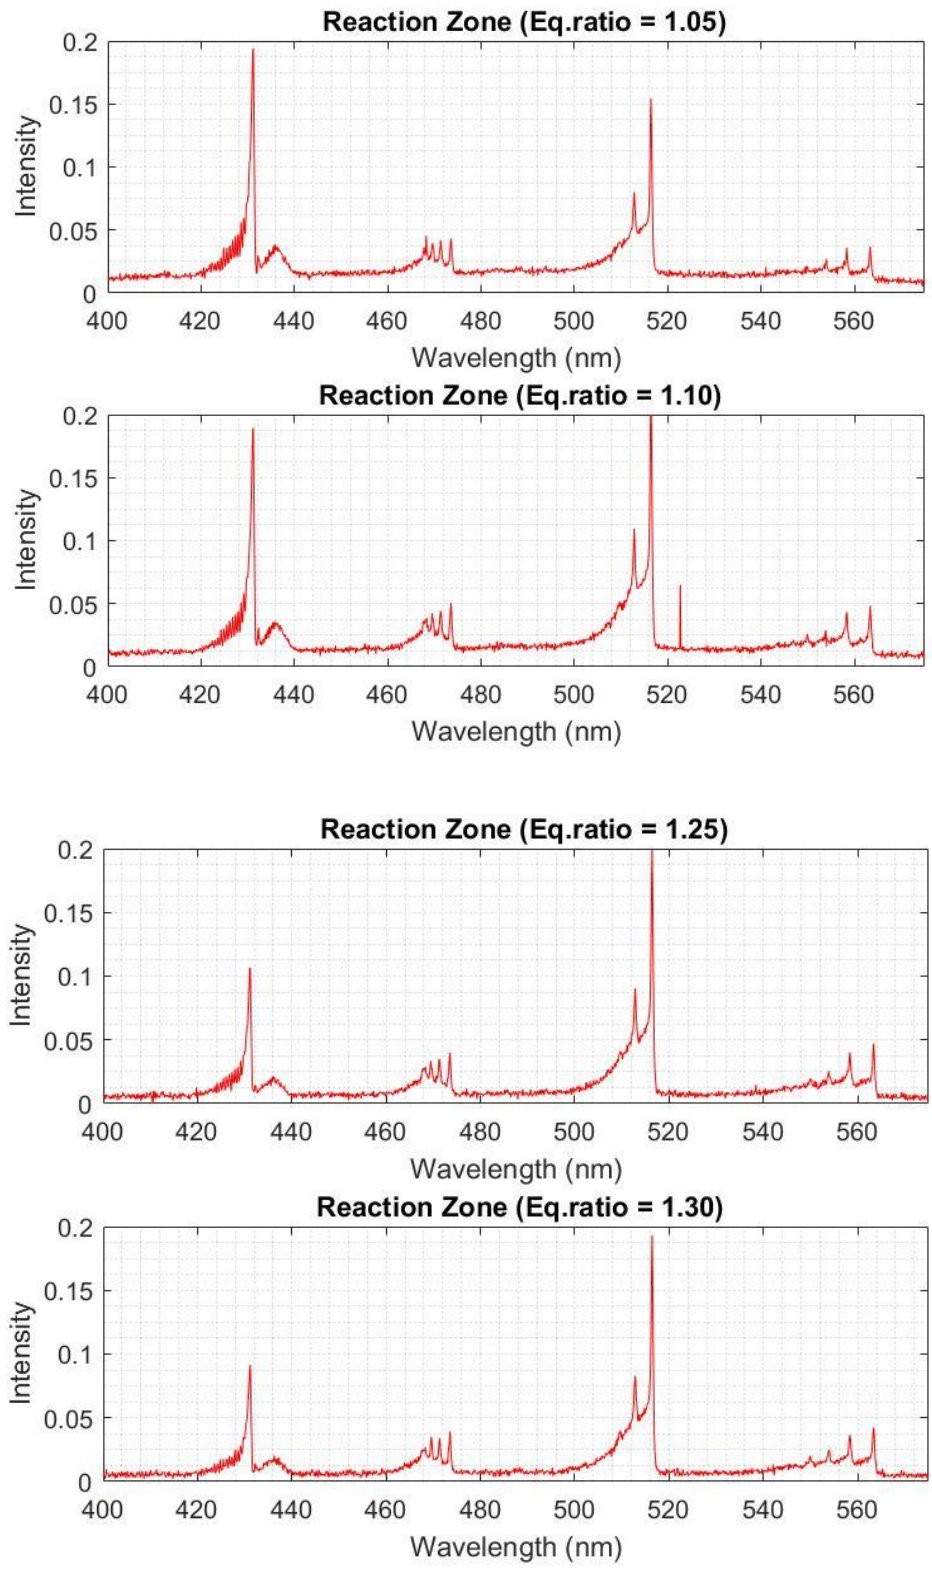 Reaction Zone (Eq.ratio = 1.05)
0.2
0.15
0.1
0.05
0
Intensity
400 420 440 460 480 500 520 540 560
Wavelength (nm)
Reaction Zone (Eq.ratio = 1.10)
0.2
0.15
0.1
0.05
0
Intensity
400 420 440 460 480 500 520 540 560
Wavelength (nm)
Reaction Zone (Eq.ratio = 1.25)
0.2
0.15
0.1
0.05
0
Intensity
400 420 440 460 480 500 520 540 560
Wavelength (nm)
Reaction Zone (Eq.ratio = 1.30)
0.2
0.15
0.1
0.05
0
Intensity
400 420 440 460 480 500 520 540 560
Wavelength (nm)